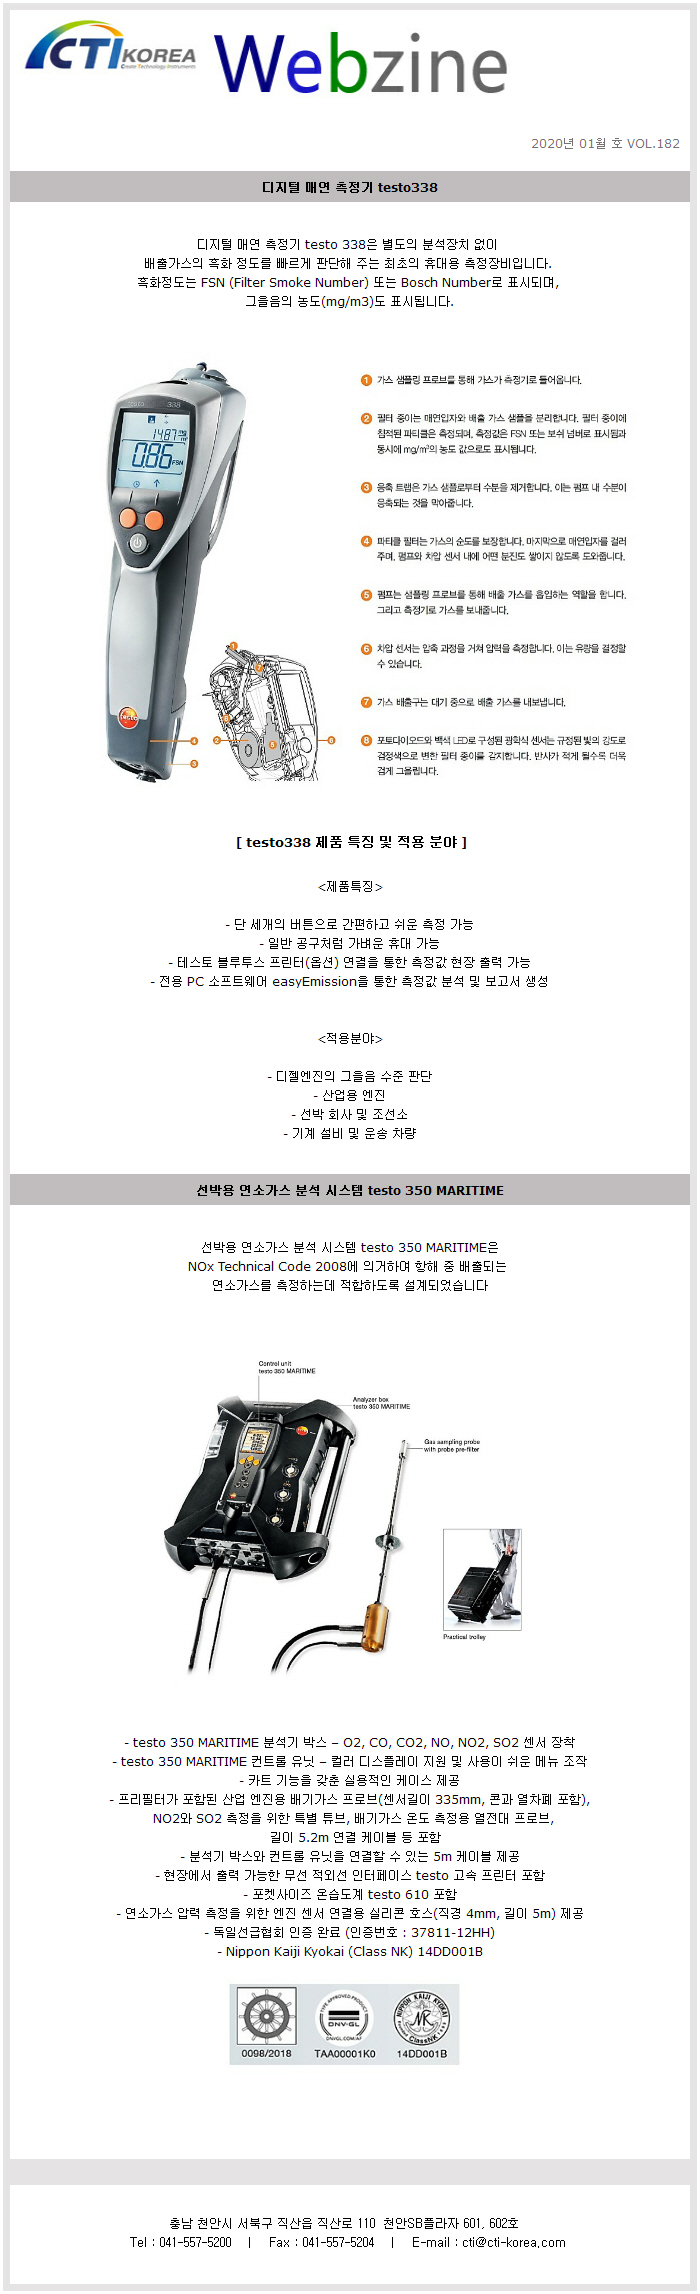 CTI KOREA
Create Technology Instruments
Webzine
2020년 01월 호 VOL.182
디지털 매연 측정기 testo338
디지털 매연 측정기 testo 338은 별도의 분석장치 없이
배출가스의 흑화 정도를 빠르게 판단해 주는 최초의 휴대용 측정장비입니다.
흑화정도는 FSN (Filter Smoke Number) 또는 Bosch Number로 표시되며,
그을음의 농도(mg/m3)도 표시됩니다.
testo 338
1487 mg/m³
0.86 FSN
testo
1 가스 샘플링 프로브를 통해 가스가 측정기로 들어옵니다.
2 필터 종이는 매연입자와 배출 가스 샘플을 분리합니다. 필터 종이에
침적된 파티클은 측정되며, 측정값은 FSN 또는 보쉬 넘버로 표시됨과
동시에 mg/m³의 농도 값으로도 표시됩니다.
3 응축 트랩은 가스 샘플로부터 수분을 제거합니다. 이는 펌프 내 수분이
응축되는 것을 막아줍니다.
4 파티클 필터는 가스의 순도를 보장합니다. 마지막으로 매연입자를 걸러
주며, 펌프와 차압 센서 내에 어떤 분진도 쌓이지 않도록 도와줍니다.
5 펌프는 샘플링 프로브를 통해 배출 가스를 흡입하는 역할을 합니다.
그리고 측정기로 가스를 보내줍니다.
6 차압 센서는 압축 과정을 거쳐 압력을 측정합니다. 이는 유량을 결정할
수 있습니다.
7 가스 배출구는 대기 중으로 배출 가스를 내보냅니다.
8 포토다이오드와 백색 LED로 구성된 광학식 센서는 규정된 빛의 강도로
검정색으로 변한 필터 종이를 감지합니다. 반사가 적게 될수록 더욱
검게 그을립니다.
[ testo338 제품 특징 및 적용 분야 ]
<제품특징>
- 단 세개의 버튼으로 간편하고 쉬운 측정 가능
- 일반 공구처럼 가벼운 휴대 가능
- 테스토 블루투스 프린터(옵션) 연결을 통한 측정값 현장 출력 가능
- 전용 PC 소프트웨어 easyEmission을 통한 측정값 분석 및 보고서 생성
<적용분야>
- 디젤엔진의 그을음 수준 판단
- 산업용 엔진
- 선박 회사 및 조선소
- 기계 설비 및 운송 차량
선박용 연소가스 분석 시스템 testo 350 MARITIME
선박용 연소가스 분석 시스템 testo 350 MARITIME은
NOx Technical Code 2008에 의거하여 항해 중 배출되는
연소가스를 측정하는데 적합하도록 설계되었습니다
Control unit
testo 350 MARITIME
Analyzer box
testo 350 MARITIME
Gas sampling probe
with probe pre-filter
Practical trolley
- testo 350 MARITIME 분석기 박스 – O2, CO, CO2, NO, NO2, SO2 센서 장착
- testo 350 MARITIME 컨트롤 유닛 – 컬러 디스플레이 지원 및 사용이 쉬운 메뉴 조작
- 카트 기능을 갖춘 실용적인 케이스 제공
- 프리필터가 포함된 산업 엔진용 배기가스 프로브(센서길이 335mm, 콘과 열차폐 포함),
NO2와 SO2 측정을 위한 특별 튜브, 배기가스 온도 측정용 열전대 프로브,
길이 5.2m 연결 케이블 등 포함
- 분석기 박스와 컨트롤 유닛을 연결할 수 있는 5m 케이블 제공
- 현장에서 출력 가능한 무선 적외선 인터페이스 testo 고속 프린터 포함
- 포켓사이즈 온습도계 testo 610 포함
- 연소가스 압력 측정을 위한 엔진 센서 연결용 실리콘 호스(직경 4mm, 길이 5m) 제공
- 독일선급협회 인증 완료 (인증번호 : 37811-12HH)
- Nippon Kaiji Kyokai (Class NK) 14DD001B
0098/2018
TYPE APPROVED PRODUCT
DNV·GL
DNVGL.COM/AF
TAA00001K0
NIPPON KAIJI KYOKAI
NK
ClassNK
14DD001B
충남 천안시 서북구 직산읍 직산로 110 천안SB플라자 601, 602호
Tel : 041-557-5200 | Fax : 041-557-5204 | E-mail : cti@cti-korea.com